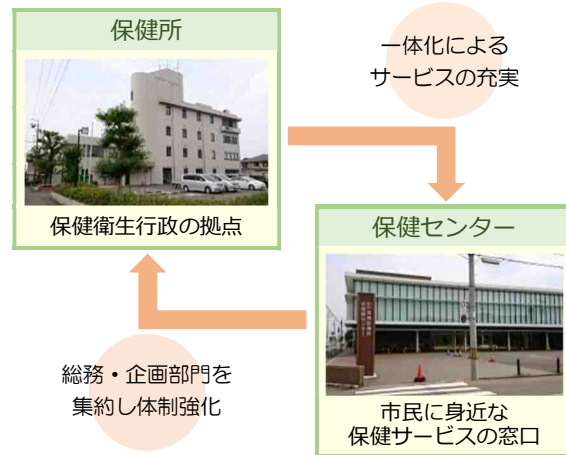 保健所
保健衛生行政の拠点
一体化による
サービスの充実
保健センター
市民に身近な
保健サービスの窓口
総務・企画部門を
集約し体制強化